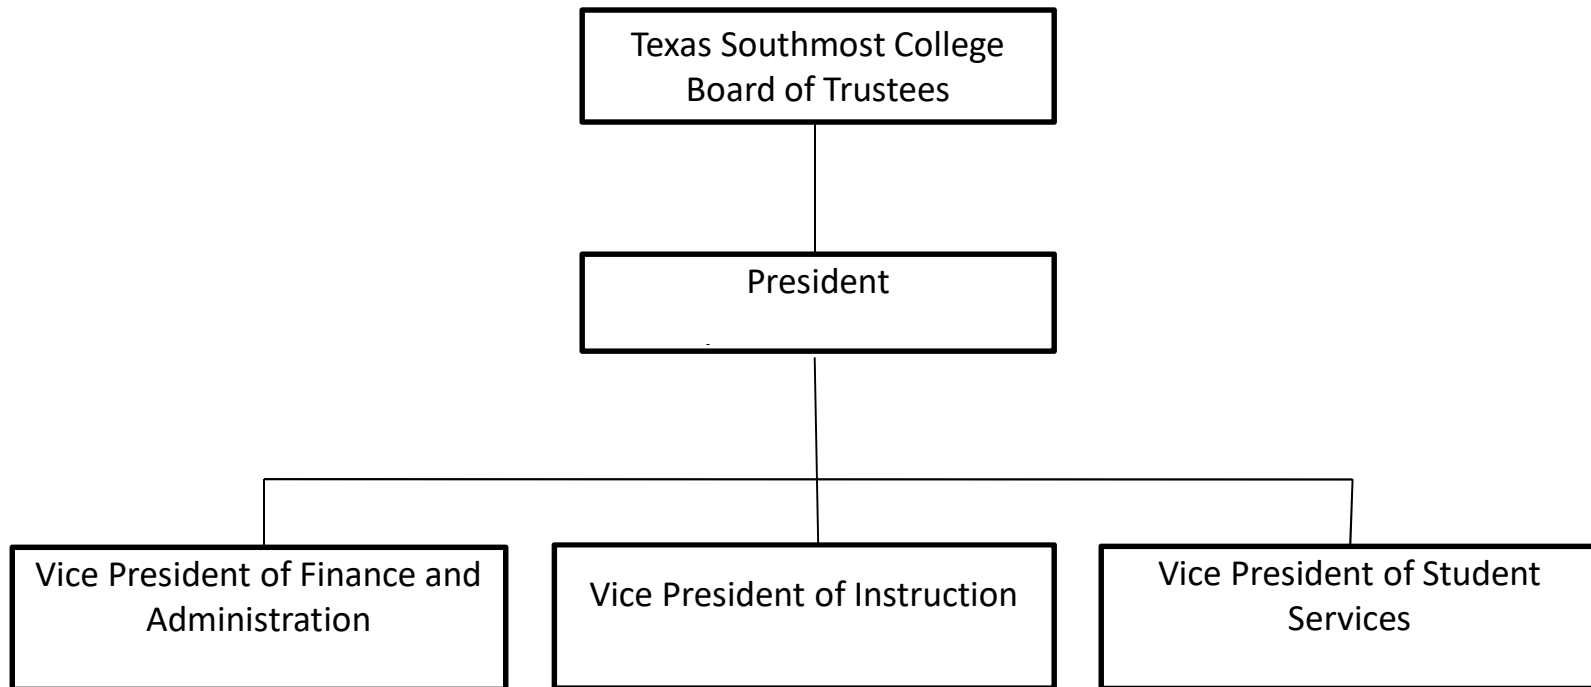 Texas Southmost College
Board of Trustees
President
Vice President of Finance and
Administration
Vice President of Instruction
Vice President of Student
Services